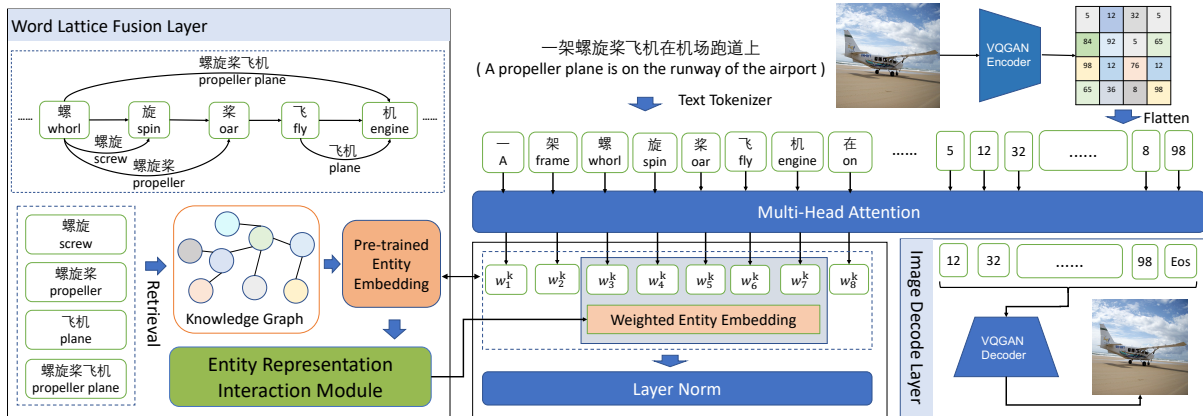 Word Lattice Fusion Layer
螺旋桨飞机
propeller plane
……
螺
whorl
旋
spin
桨
oar
飞
fly
机
engine
……
螺旋
screw
螺旋桨
propeller
飞机
plane
螺旋
screw
螺旋桨
propeller
飞机
plane
螺旋桨飞机
propeller plane
Retrieval
Knowledge Graph
Pre-trained
Entity
Embedding
Entity Representation
Interaction Module
一架螺旋桨飞机在机场跑道上
( A propeller plane is on the runway of the airport )
Text Tokenizer
VQGAN
Encoder
5 12 32 5
84 92 5 65
98 12 76 12
65 36 8 98
Flatten
一
A
架
frame
螺
whorl
旋
spin
桨
oar
飞
fly
机
engine
在
on
……
5 12 32 …… 8 98
Multi-Head Attention
w₁ᵏ w₂ᵏ w₃ᵏ w₄ᵏ w₅ᵏ w₆ᵏ w₇ᵏ w₈ᵏ
Weighted Entity Embedding
Layer Norm
Image Decode Layer
12 32 …… 98 Eos
VQGAN
Decoder